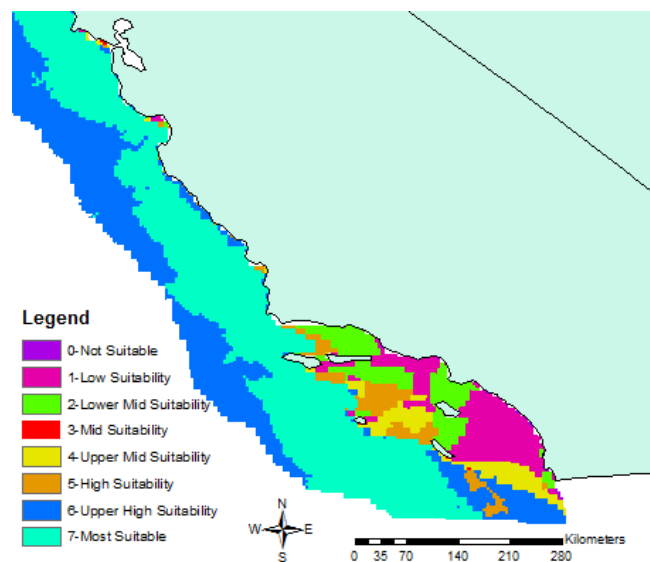 Legend
0-Not Suitable
1-Low Suitability
2-Lower Mid Suitability
3-Mid Suitability
4-Upper Mid Suitability
5-High Suitability
6-Upper High Suitability
7-Most Suitable
N
W E
S
Kilometers
0 35 70 140 210 280